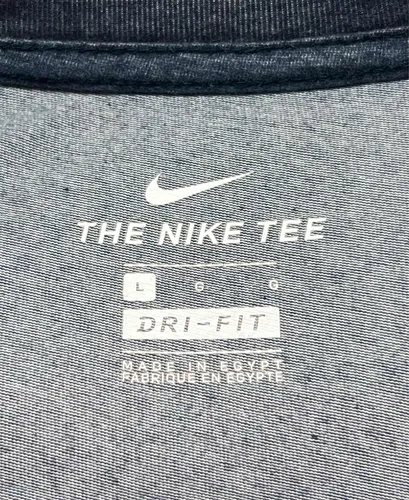 THE NIKE TEE
L G G
DRI-FIT
MADE IN EGYPT
FABRIQUE EN EGYPTE